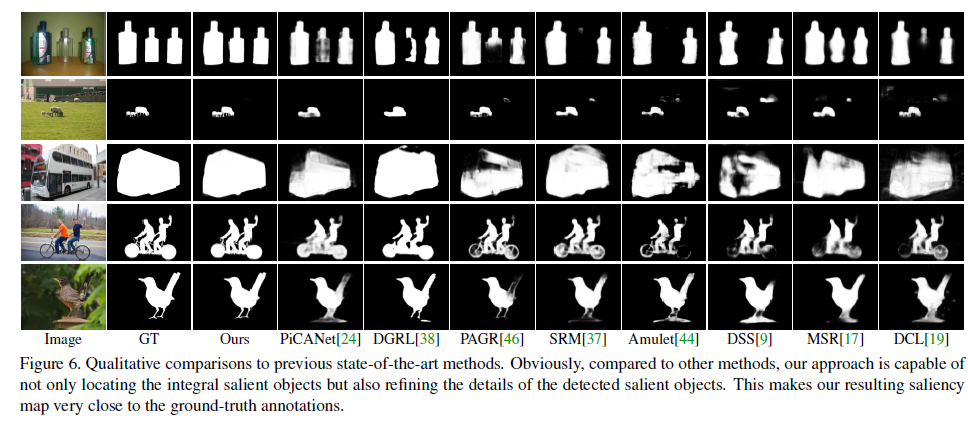 Image GT Ours PiCANet[24] DGRL[38] PAGR[46] SRM[37] Amulet[44] DSS[9] MSR[17] DCL[19]
Figure 6. Qualitative comparisons to previous state-of-the-art methods. Obviously, compared to other methods, our approach is capable of
not only locating the integral salient objects but also refining the details of the detected salient objects. This makes our resulting saliency
map very close to the ground-truth annotations.